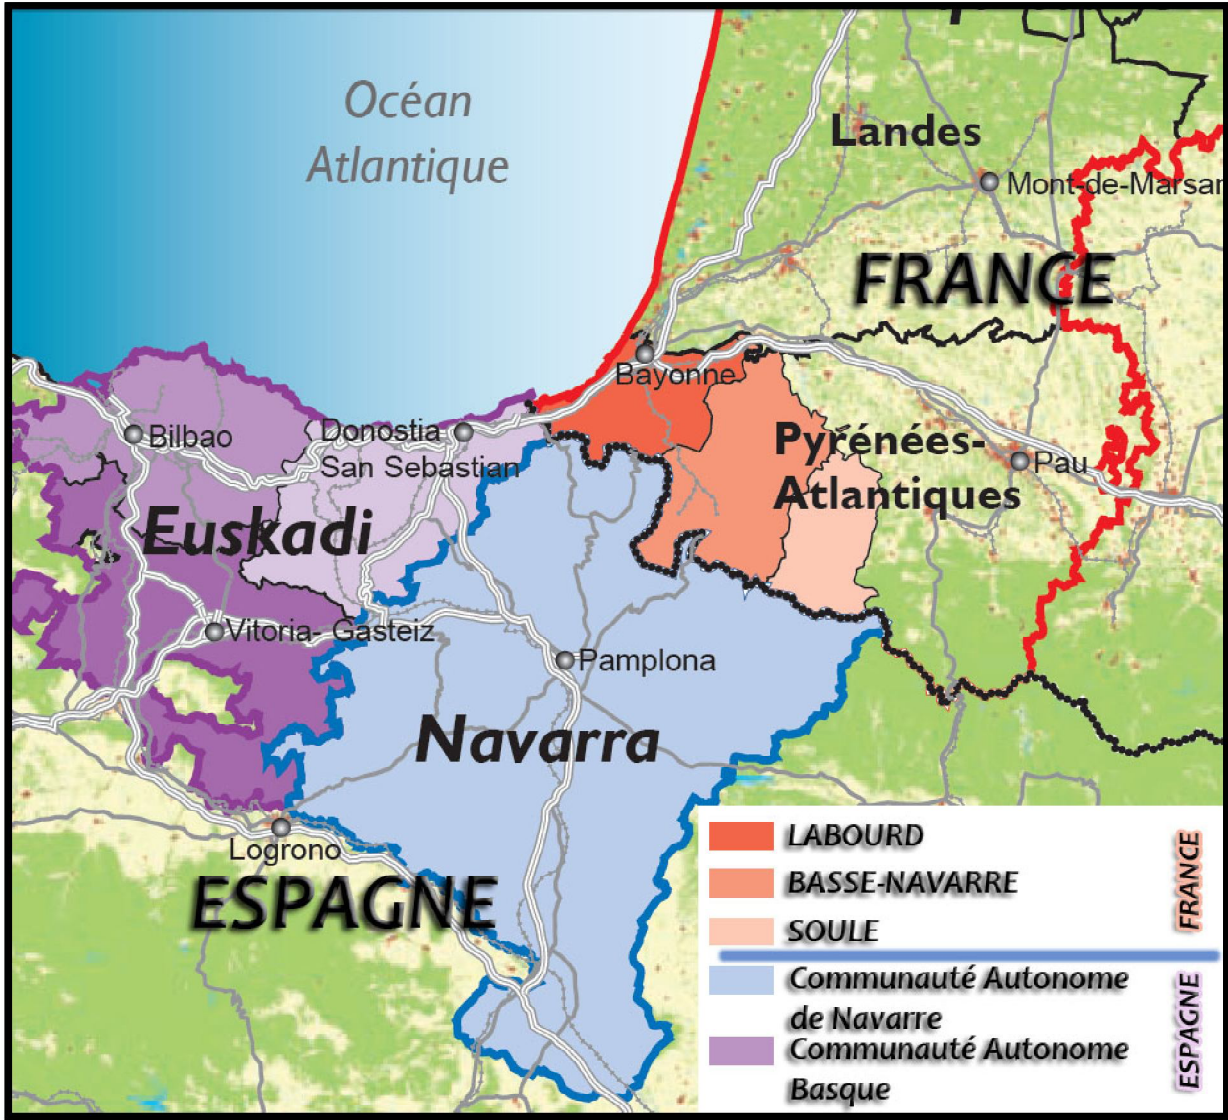 Océan
Atlantique
Landes
Mont-de-Marsan
FRANCE
Bayonne
Bilbao
Donostia
San Sebastian
Pyrénées-
Atlantiques
Pau
Euskadi
Vitoria- Gasteiz
Pamplona
Navarra
Logrono
ESPAGNE
LABOURD
BASSE-NAVARRE
SOULE
FRANCE
Communauté Autonome
de Navarre
Communauté Autonome
Basque
ESPAGNE